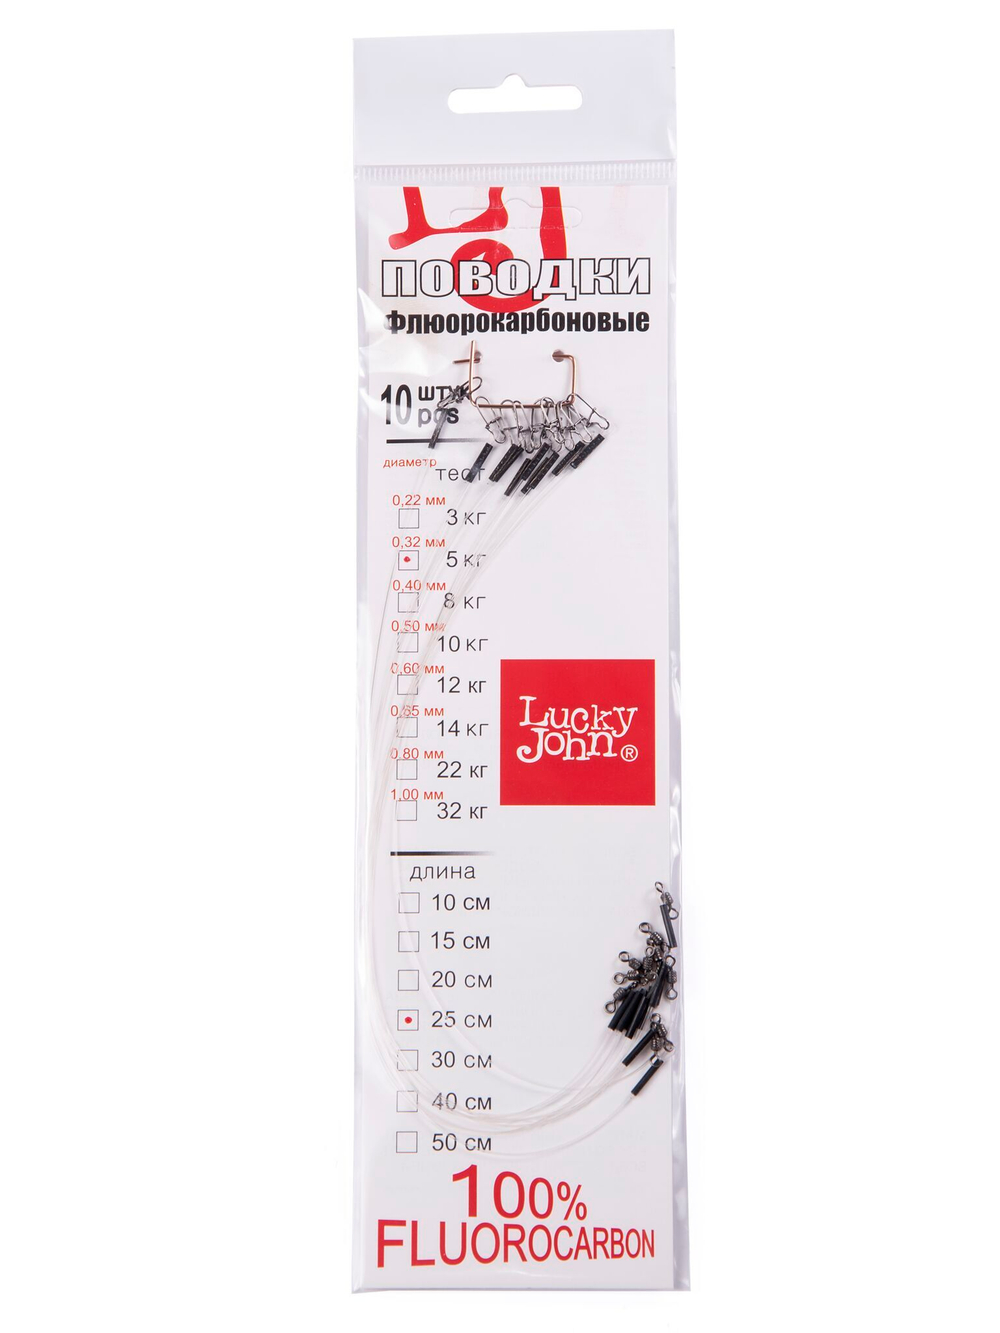 LJ
ПОВОДКИ
Флюорокарбоновые
10 штук
pcs
диаметр
тест
0,22 мм
3 кг
0,32 мм
5 кг
0,40 мм
8 кг
0,50 мм
10 кг
0,60 мм
12 кг
0,65 мм
14 кг
0,80 мм
22 кг
1,00 мм
32 кг
Lucky
John®
длина
10 см
15 см
20 см
25 см
30 см
40 см
50 см
100%
FLUOROCARBON